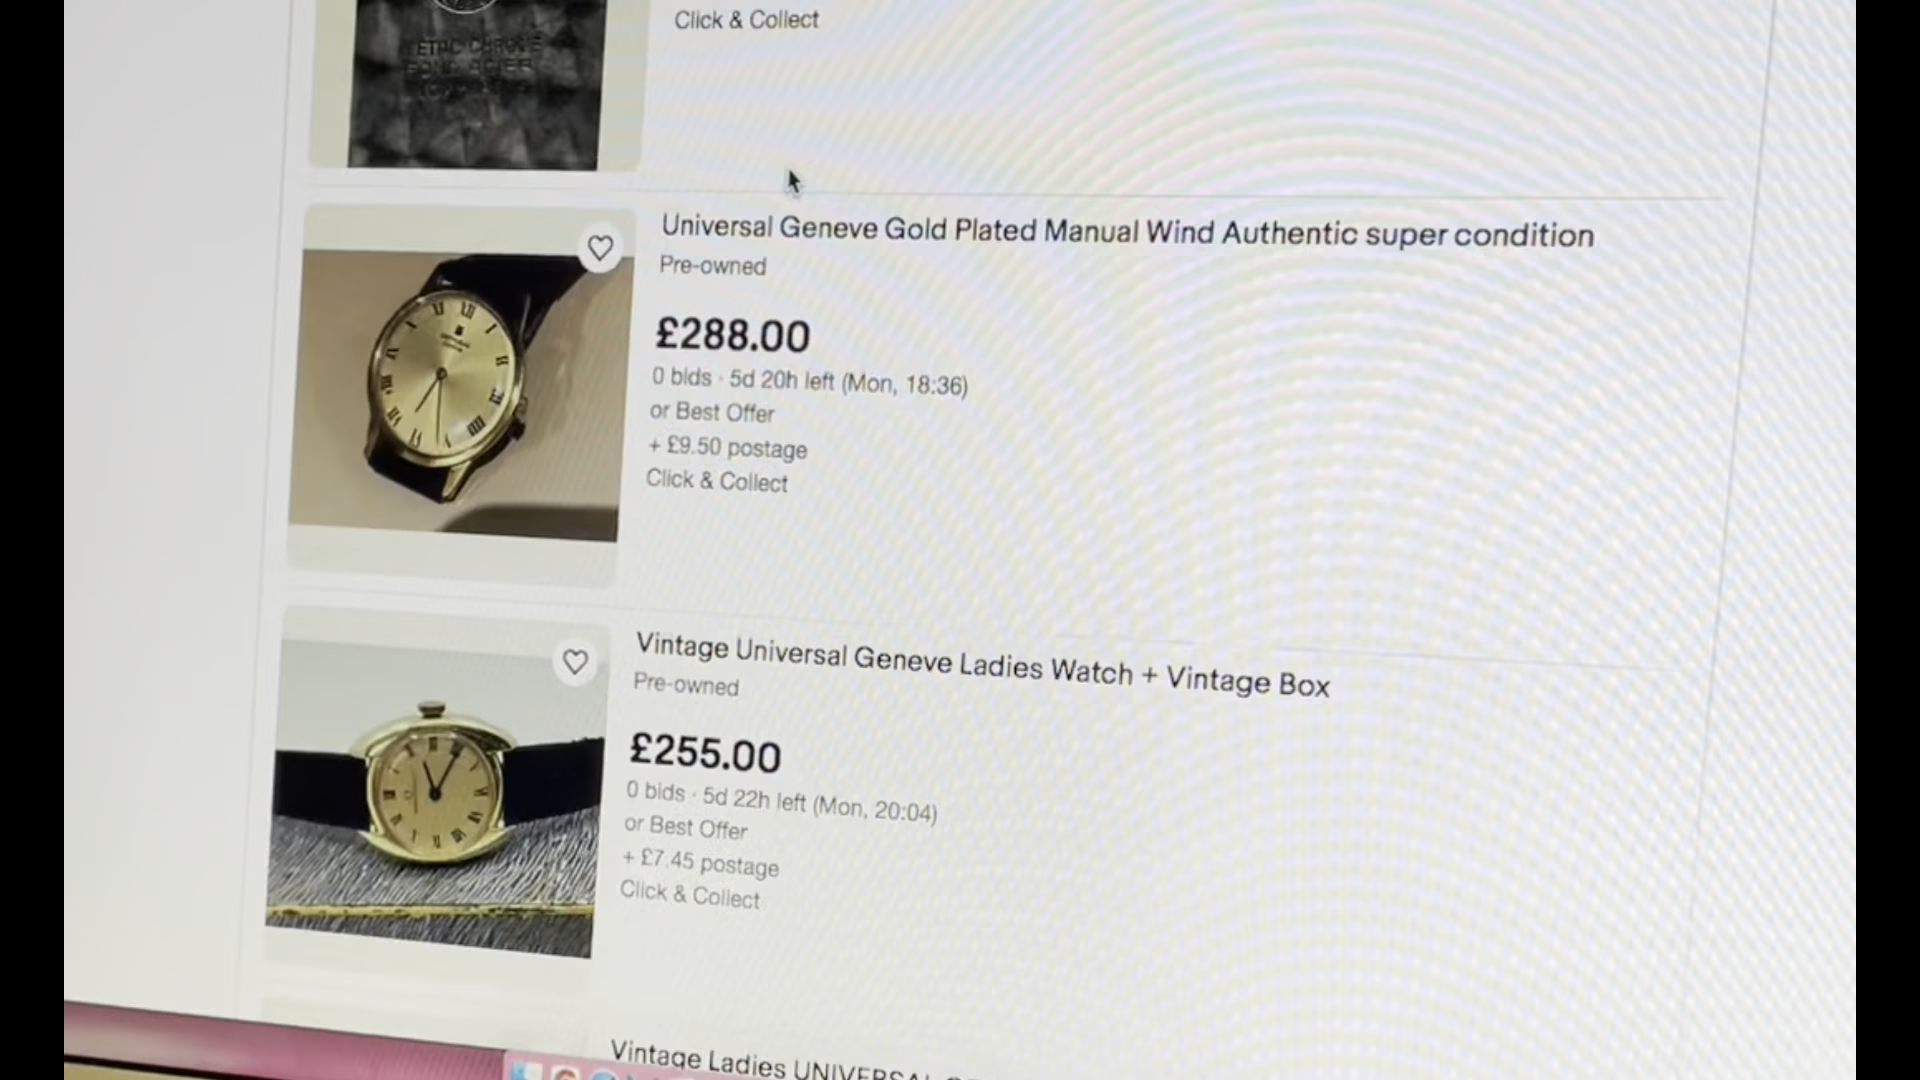 Click & Collect
Universal Geneve Gold Plated Manual Wind Authentic super condition
Pre-owned
£288.00
0 bids · 5d 20h left (Mon, 18:36)
or Best Offer
+ £9.50 postage
Click & Collect
Vintage Universal Geneve Ladies Watch + Vintage Box
Pre-owned
£255.00
0 bids · 5d 22h left (Mon, 20:04)
or Best Offer
+ £7.45 postage
Click & Collect
Vintage Ladies UNIVERSAL